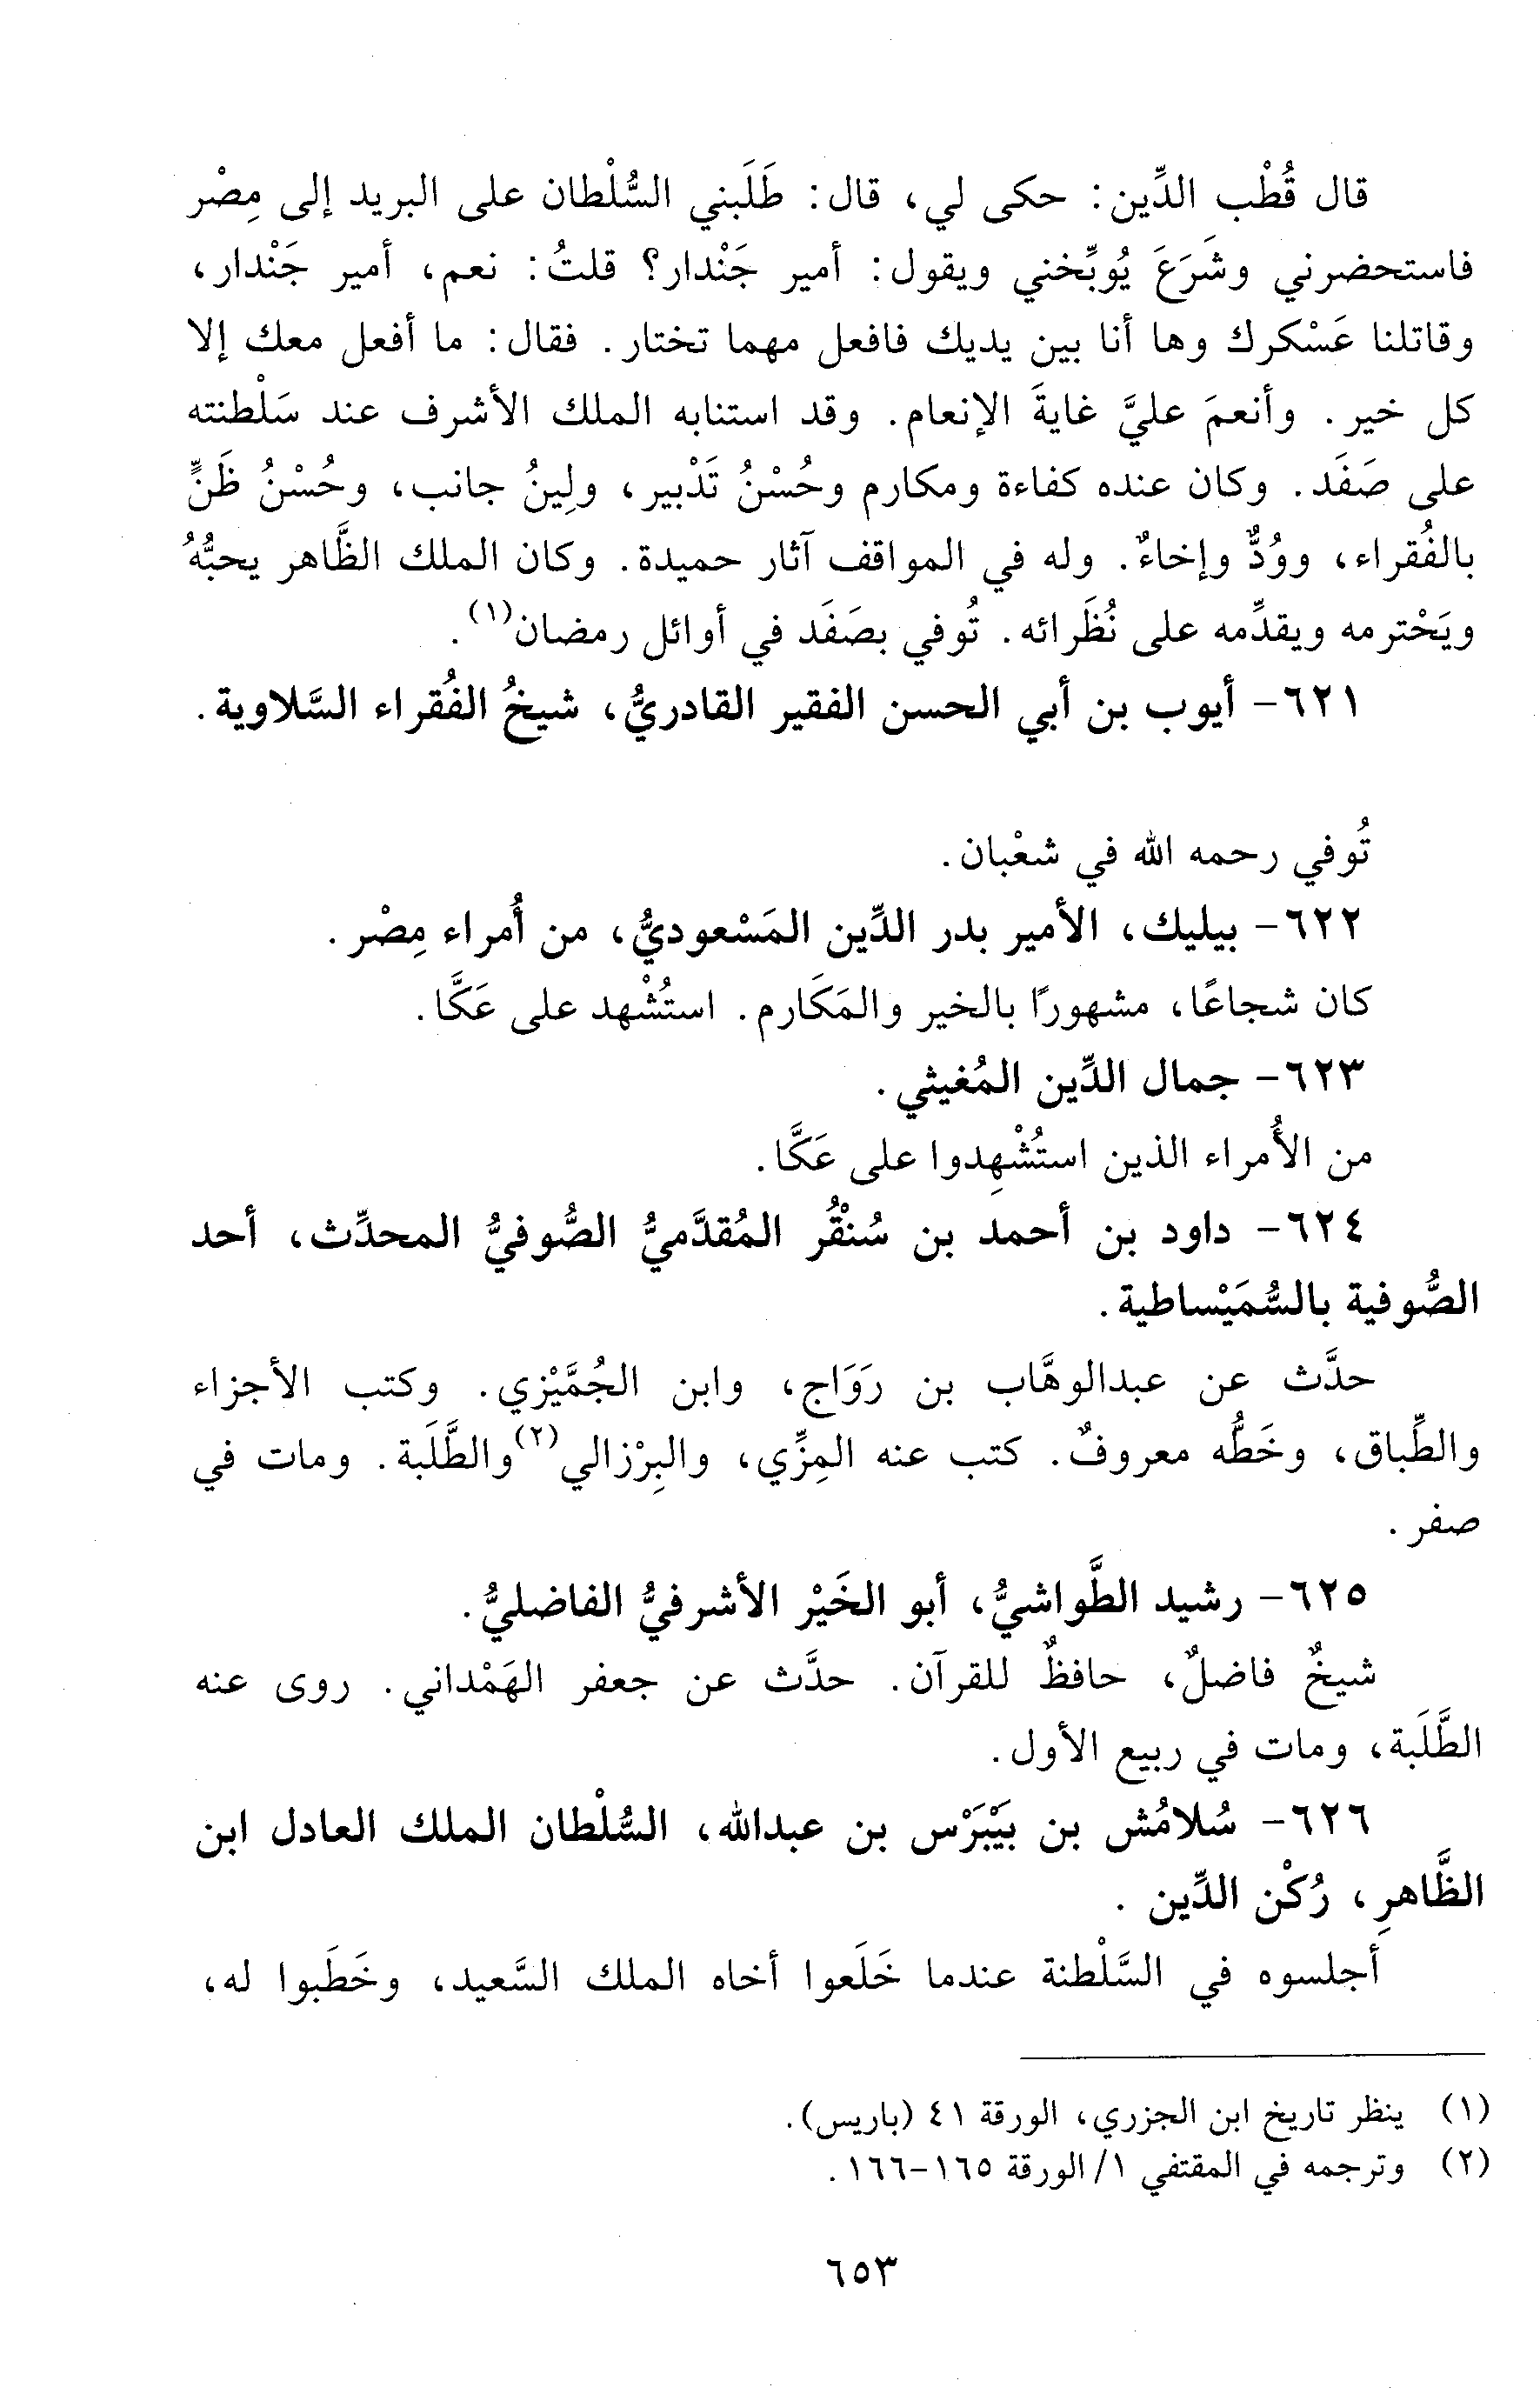 قال قُطْب الدِّين: حكى لي، قال: طَلَبني السُّلْطان على البريد إلى مِصْر
فاستحضرني وشَرَعَ يُوبِّخني ويقول: أمير جَنْدار؟ قلتُ: نعم، أمير جَنْدار،
وقاتلنا عَسْكرك وها أنا بين يديك فافعل مهما تختار. فقال: ما أفعل معك إلا
كل خير. وأنعمَ عليَّ غايةَ الإنعام. وقد استنابه الملك الأشرف عند سَلْطنته
على صَفَد. وكان عنده كفاءة ومكارم وحُسْنُ تَدْبير، ولِينُ جانب، وحُسْنُ ظَنٍّ
بالفُقراء، ووُدٌّ وإخاءٌ. وله في المواقف آثار حميدة. وكان الملك الظَّاهر يحبُّهُ
ويَحْترمه ويقدِّمه على نُظَرائه. تُوفي بصَفَد في أوائل رمضان(١).
٦٢١- أيوب بن أبي الحسن الفقير القادريُّ، شيخُ الفُقراء السَّلاوية.
تُوفي رحمه الله في شعْبان.
٦٢٢- بيليك، الأمير بدر الدِّين المَسْعوديُّ، من أُمراء مِصْر.
كان شجاعًا، مشهورًا بالخير والمَكَارم. استُشْهد على عَكَّا.
٦٢٣- جمال الدِّين المُغيثي.
من الأُمراء الذين استُشْهِدوا على عَكَّا.
٦٢٤- داود بن أحمد بن سُنْقُر المُقدَّميُّ الصُّوفيُّ المحدِّث، أحد
الصُّوفية بالسُّمَيْساطية.
حدَّث عن عبدالوهَّاب بن رَوَاج، وابن الجُمَّيْزي. وكتب الأجزاء
والطِّباق، وخَطُّه معروفٌ. كتب عنه المِزِّي، والبِرْزالي(٢) والطَّلَبة. ومات في
صفر.
٦٢٥- رشيد الطَّواشيُّ، أبو الخَيْر الأشرفيُّ الفاضليُّ.
شيخٌ فاضلٌ، حافظٌ للقرآن. حدَّث عن جعفر الهَمْداني. روى عنه
الطَّلَبة، ومات في ربيع الأول.
٦٢٦- سُلامُش بن بَيْبَرْس بن عبدالله، السُّلْطان الملك العادل ابن
الظَّاهرِ، رُكْن الدِّين .
أجلسوه في السَّلْطنة عندما خَلَعوا أخاه الملك السَّعيد، وخَطَبوا له،
(١) ينظر تاريخ ابن الجزري، الورقة ٤١ (باريس).
(٢) وترجمه في المقتفي ١/ الورقة ١٦٥-١٦٦.
٦٥٣